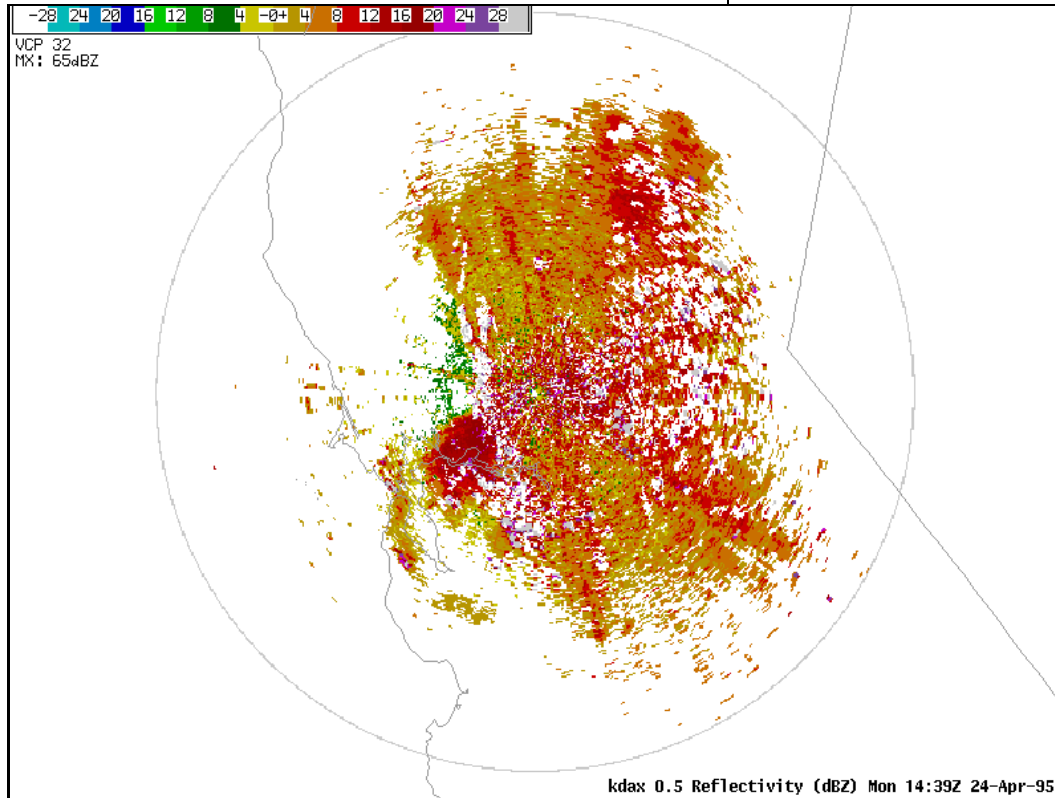 -28 24 20 16 12 8 4 -0+ 4 8 12 16 20 24 28
VCP 32
MX: 65dBZ
kdax 0.5 Reflectivity (dBZ) Mon 14:39Z 24-Apr-95